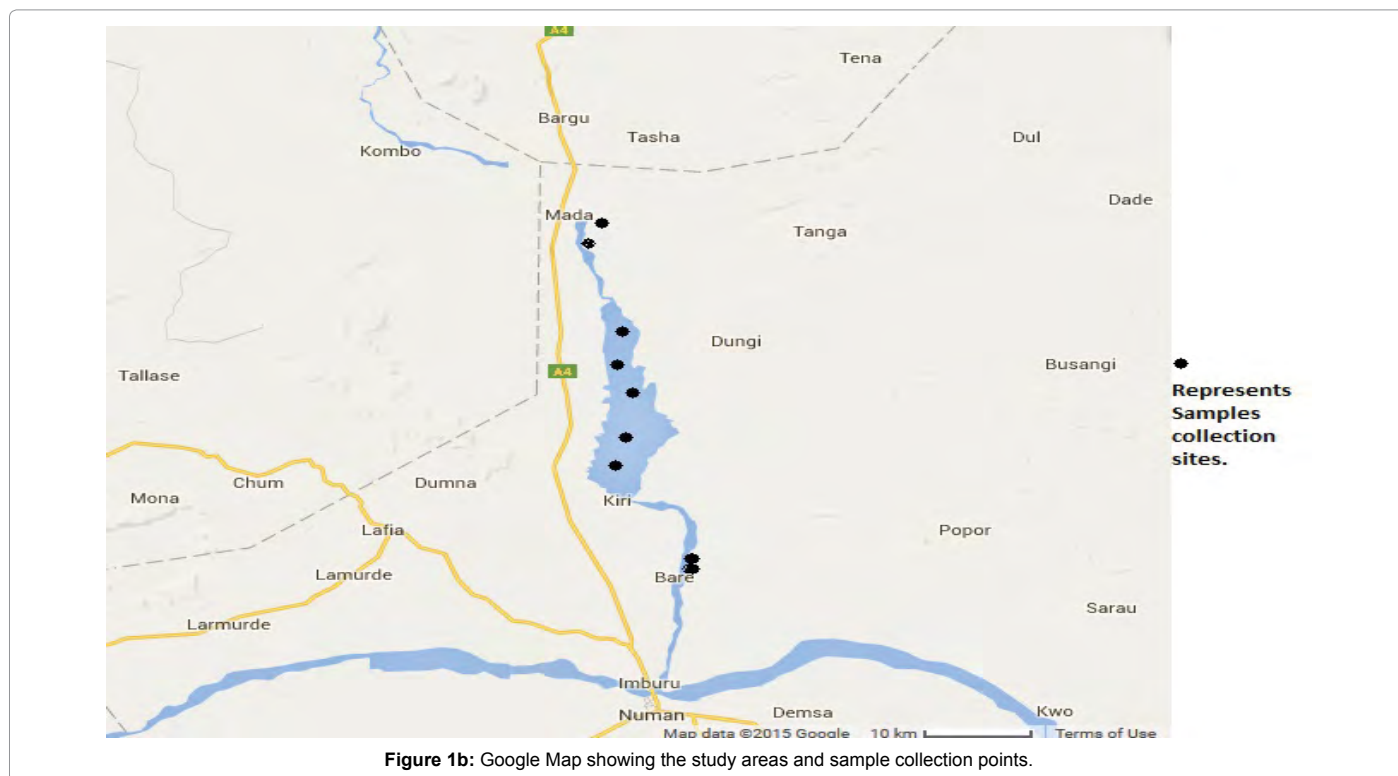 A4
Tena
Bargu
Tasha
Dul
Kombo
Dade
Mada
Tanga
Dungi
Busangi
A4
Tallase
Represents
Samples
collection
sites.
Chum
Dumna
Mona
Kiri
Lafia
Popor
Lamurde
Bare
Sarau
Larmurde
Imburu
Numan
Demsa
Kwo
Map data ©2015 Google 10 km Terms of Use
Figure 1b: Google Map showing the study areas and sample collection points.